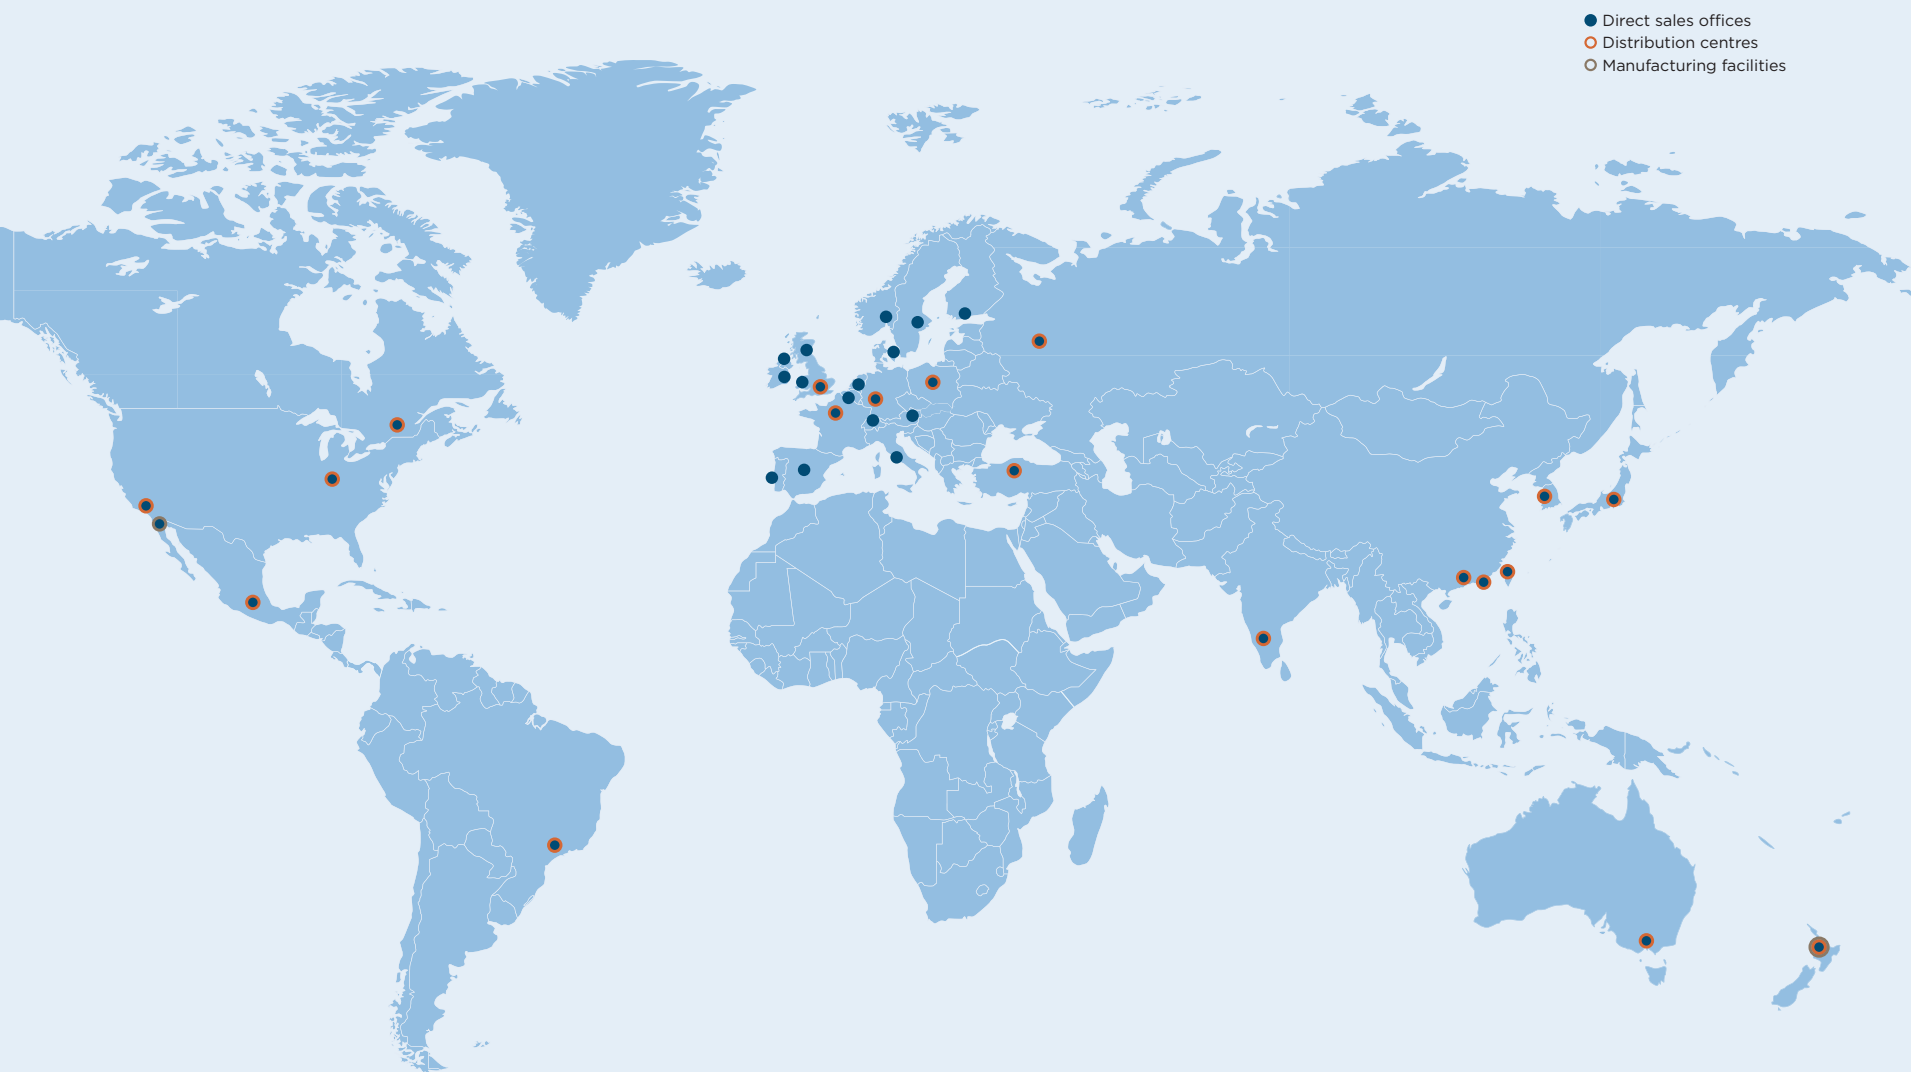 Direct sales offices
Distribution centres
Manufacturing facilities